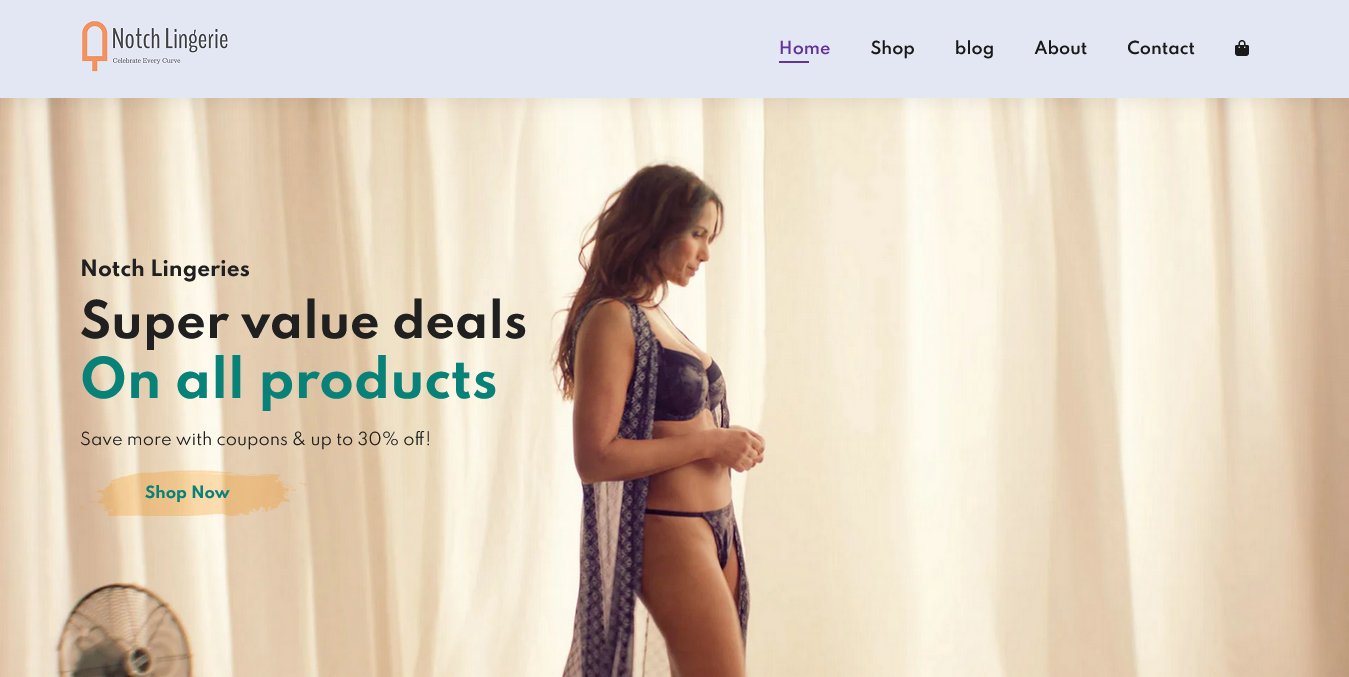 Notch Lingerie
Celebrate Every Curve
Home
Shop
blog
About
Contact
Notch Lingeries
Super value deals
On all products
Save more with coupons & up to 30% off!
Shop Now